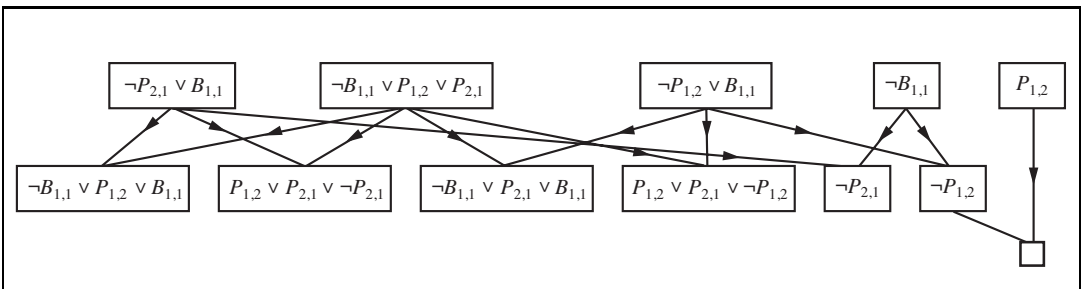 ¬P2,1 ∨ B1,1 ¬B1,1 ∨ P1,2 ∨ P2,1 ¬P1,2 ∨ B1,1 ¬B1,1 P1,2
¬B1,1 ∨ P1,2 ∨ B1,1 P1,2 ∨ P2,1 ∨ ¬P2,1 ¬B1,1 ∨ P2,1 ∨ B1,1 P1,2 ∨ P2,1 ∨ ¬P1,2 ¬P2,1 ¬P1,2